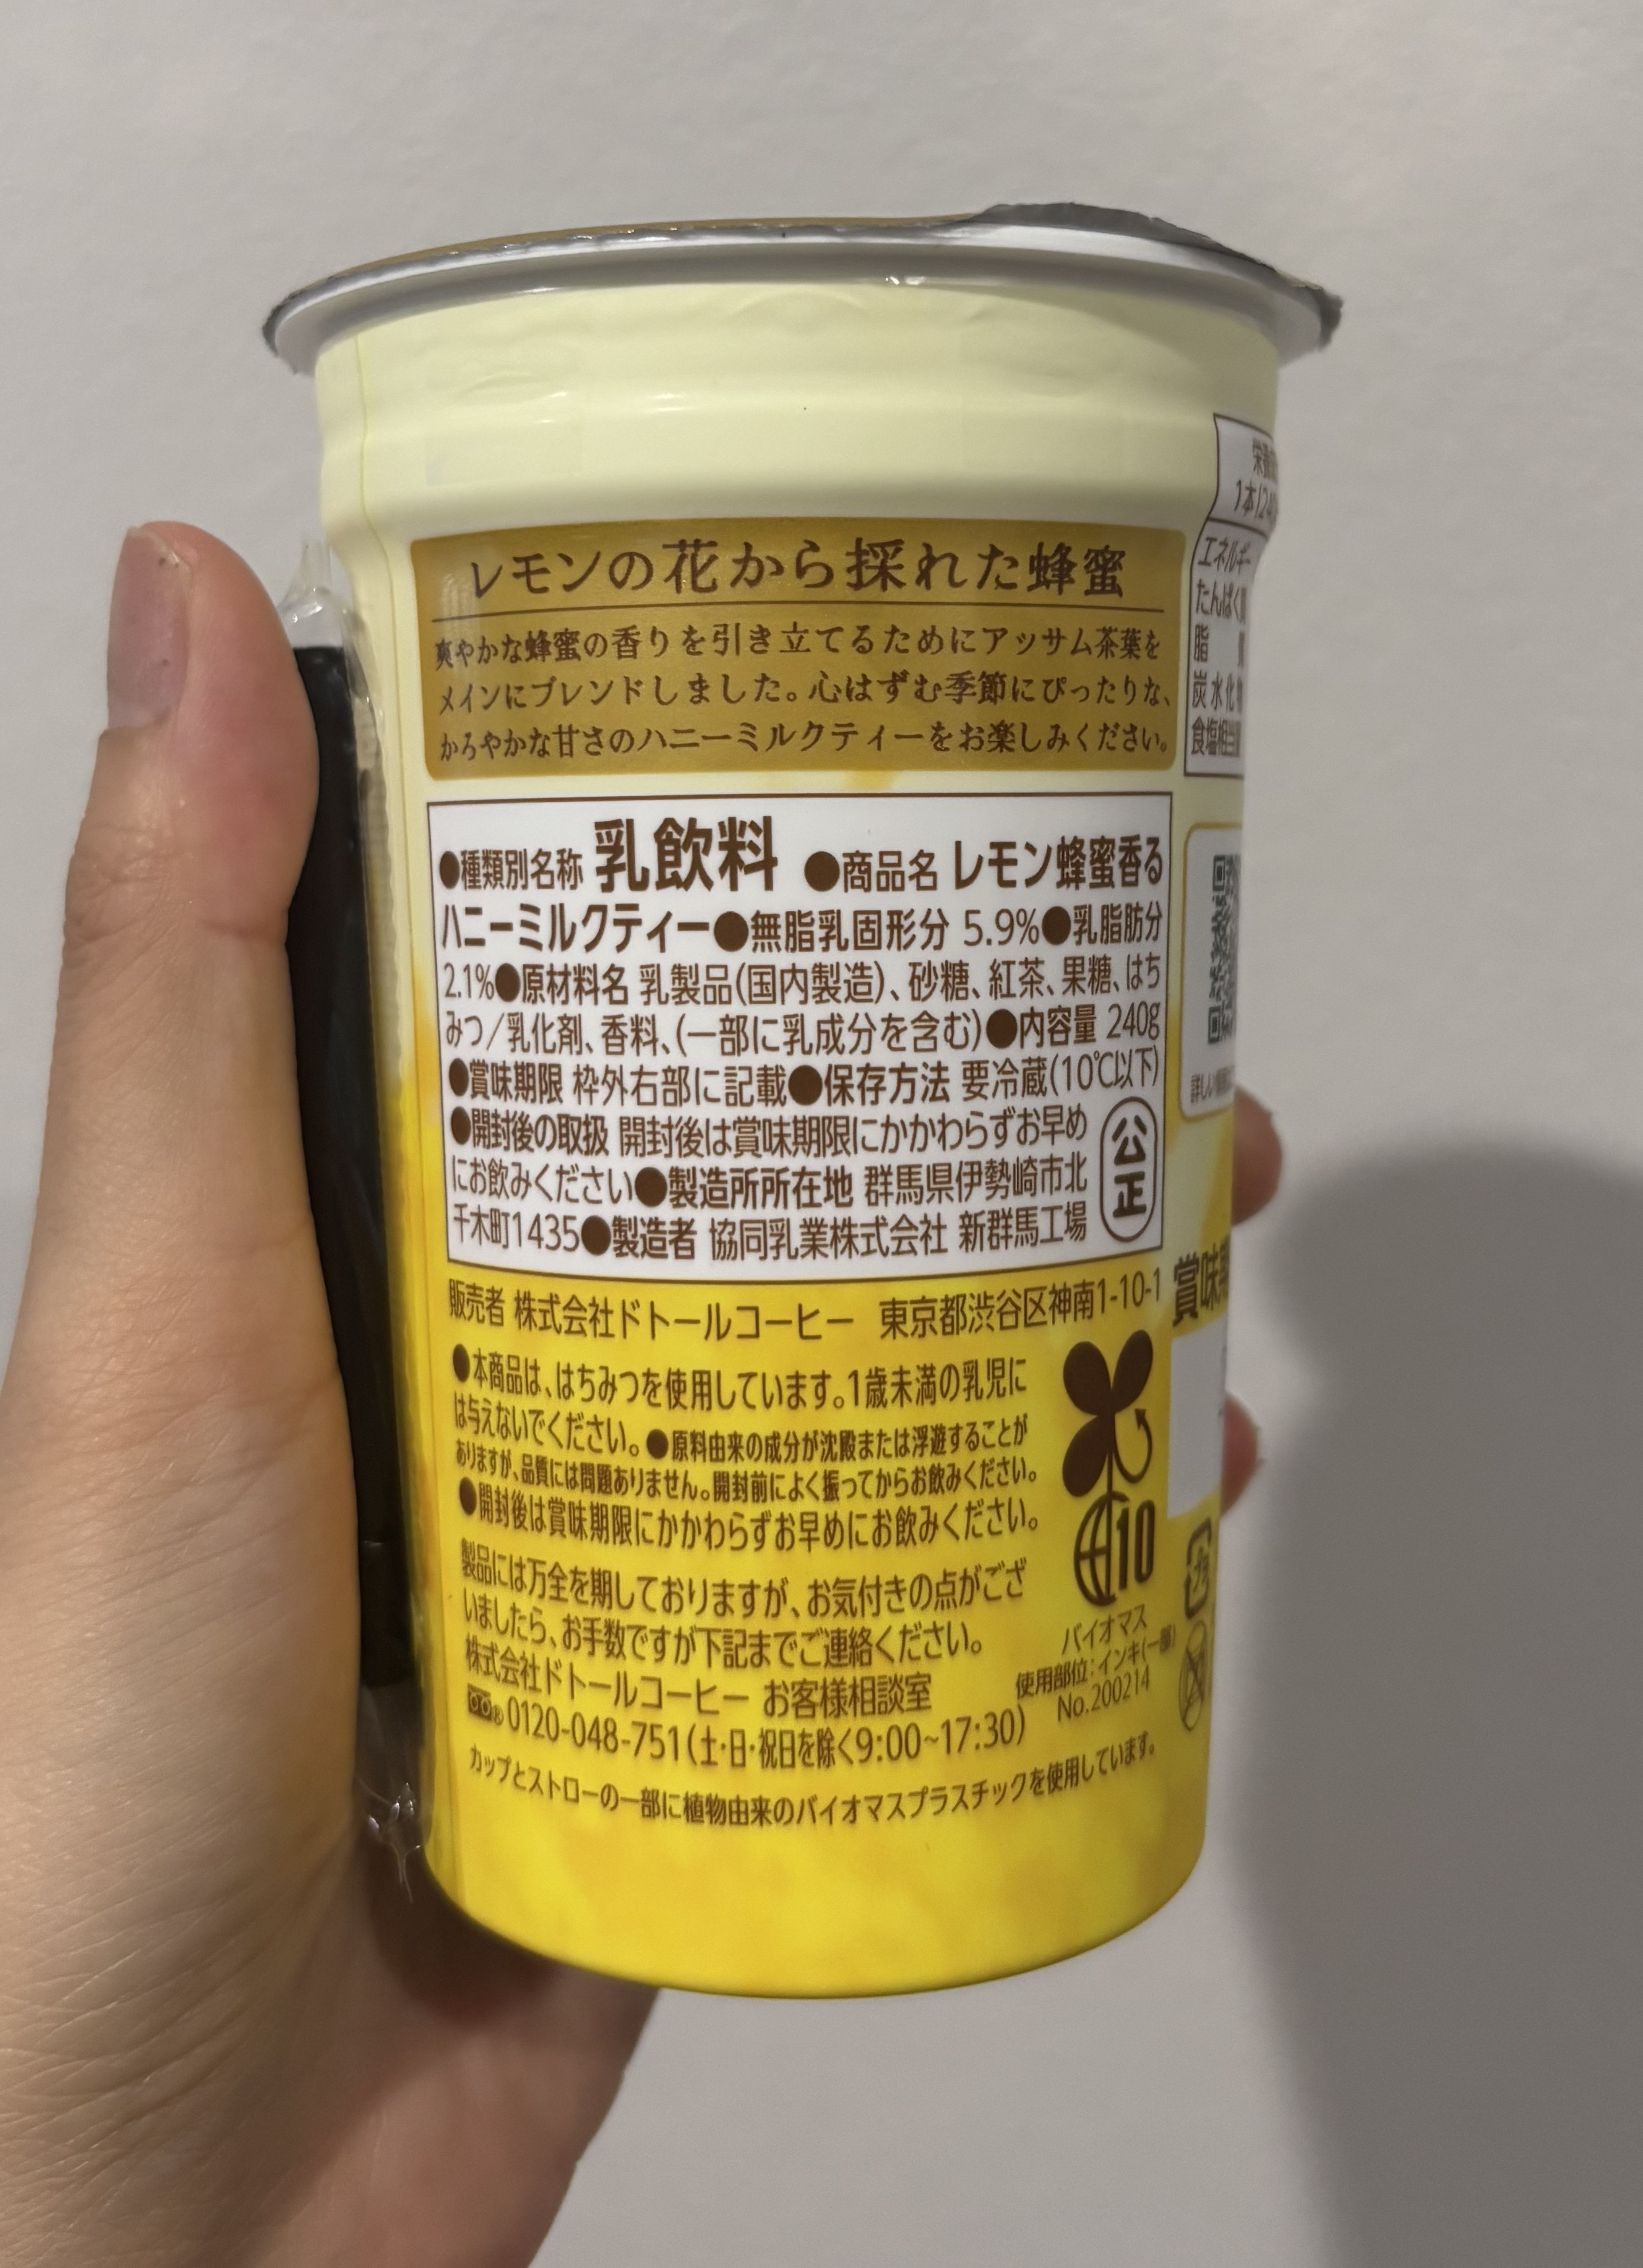 レモンの花から採れた蜂蜜
爽やかな蜂蜜の香りを引き立てるためにアッサム茶葉を
メインにブレンドしました。心はずむ季節にぴったりな、
かろやかな甘さのハニーミルクティーをお楽しみください。
●種類別名称 乳飲料 ●商品名 レモン蜂蜜香る
ハニーミルクティー●無脂乳固形分 5.9%●乳脂肪分
2.1%●原材料名 乳製品(国内製造)、砂糖、紅茶、果糖、はち
みつ/乳化剤、香料、(一部に乳成分を含む)●内容量 240g
●賞味期限 枠外右部に記載●保存方法 要冷蔵(10℃以下)
●開封後の取扱 開封後は賞味期限にかかわらずお早め
にお飲みください●製造所所在地 群馬県伊勢崎市北
千木町1435●製造者 協同乳業株式会社 新群馬工場
公正
販売者 株式会社ドトールコーヒー 東京都渋谷区神南1-10-1
●本商品は、はちみつを使用しています。1歳未満の乳児に
は与えないでください。●原料由来の成分が沈殿または浮遊することが
ありますが、品質には問題ありません。開封前によく振ってからお飲みください。
●開封後は賞味期限にかかわらずお早めにお飲みください。
製品には万全を期しておりますが、お気付きの点がござ
いましたら、お手数ですが下記までご連絡ください。
株式会社ドトールコーヒー お客様相談室
0120-048-751(土・日・祝日を除く9:00~17:30)
カップとストローの一部に植物由来のバイオマスプラスチックを使用しています。
10
バイオマス
使用部位:インキ(一部)
No.200214
エネルギー
たんぱく
脂
炭水化
食塩相当
詳しい
賞味